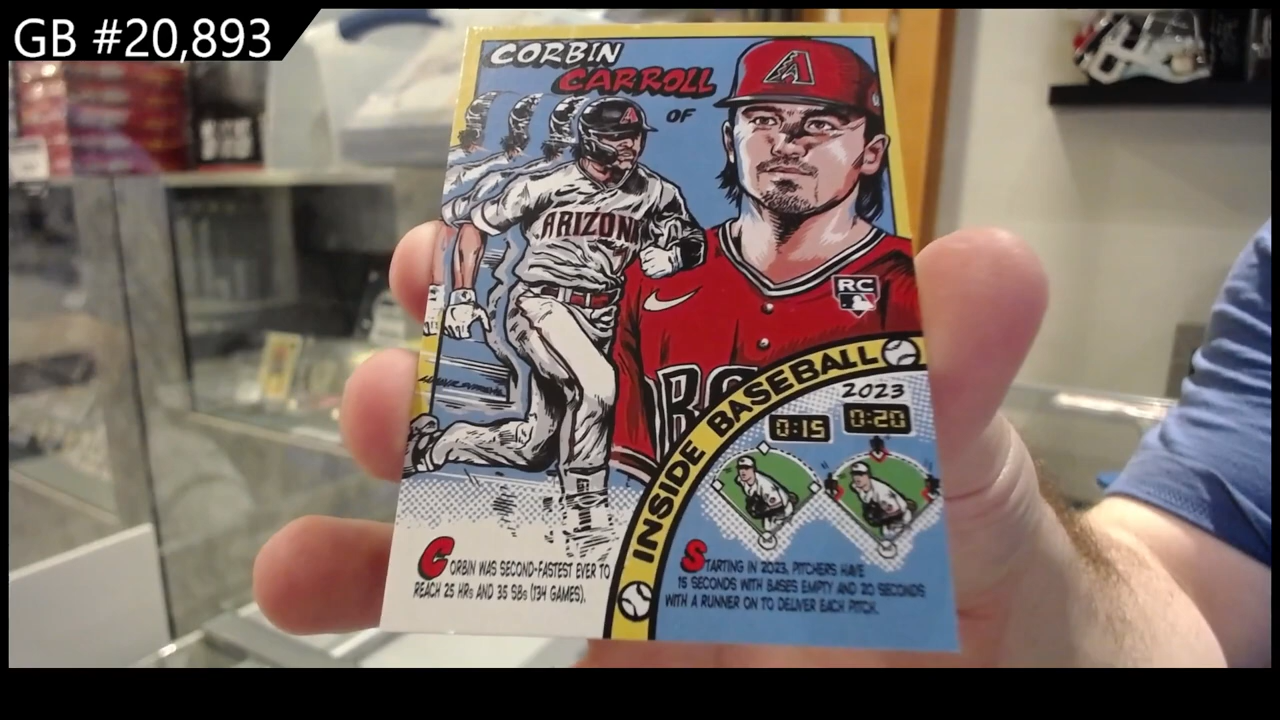 GB #20,893
CORBIN
CARROLL
OF
A
A
ARIZON
7
RC
INSIDE BASEBALL
2023
0:15 0:20
CORBIN WAS SECOND-FASTEST EVER TO
REACH 25 HRs AND 35 SBs (134 GAMES).
STARTING IN 2023, PITCHERS HAVE
15 SECONDS WITH BASES EMPTY AND 20 SECONDS
WITH A RUNNER ON TO DELIVER EACH PITCH.